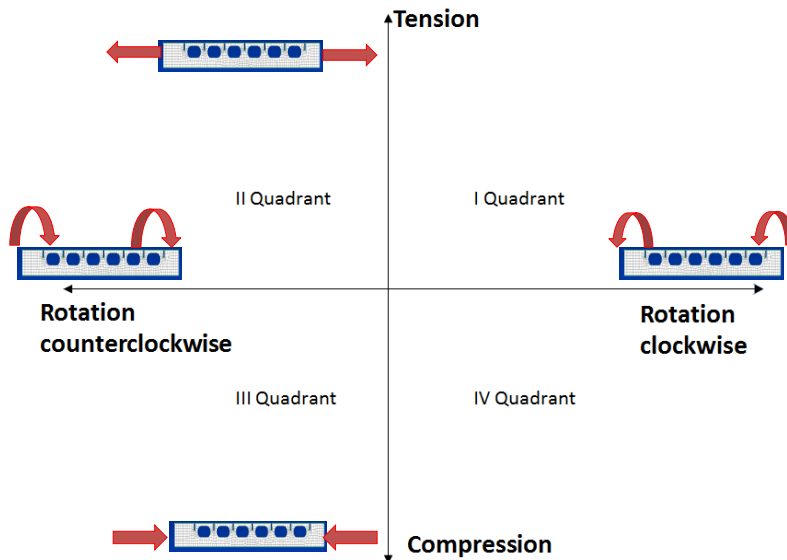 Tension
II Quadrant
I Quadrant
Rotation
counterclockwise
Rotation
clockwise
III Quadrant
IV Quadrant
Compression